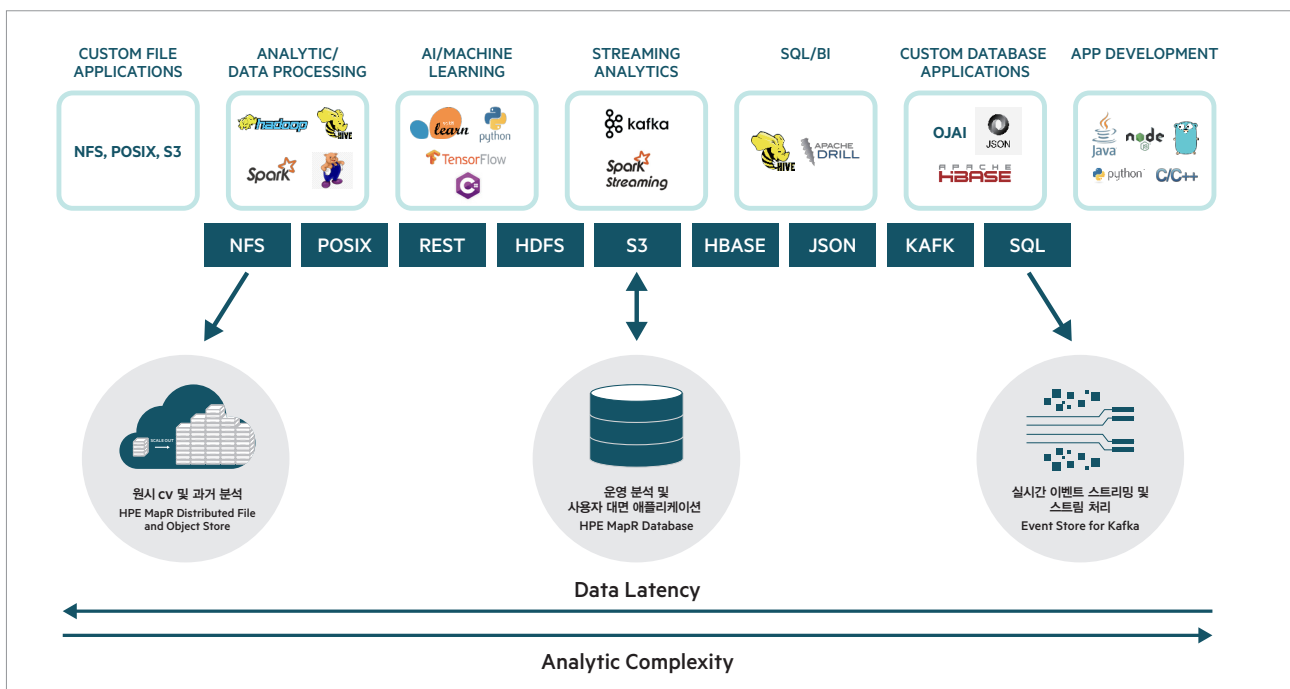 CUSTOM FILE
APPLICATIONS
ANALYTIC/
DATA PROCESSING
AI/MACHINE
LEARNING
STREAMING
ANALYTICS
SQL/BI
CUSTOM DATABASE
APPLICATIONS
APP DEVELOPMENT
NFS, POSIX, S3
hadoop
HIVE
Spark
learn
python
TensorFlow
C#
kafka
Spark
Streaming
HIVE
APACHE
DRILL
OJAI
JSON
APACHE
HBASE
Java
node
JS
python
C/C++
NFS
POSIX
REST
HDFS
S3
HBASE
JSON
KAFK
SQL
SCALE OUT
원시 cv 및 과거 분석
HPE MapR Distributed File
and Object Store
운영 분석 및
사용자 대면 애플리케이션
HPE MapR Database
실시간 이벤트 스트리밍 및
스트림 처리
Event Store for Kafka
Data Latency
Analytic Complexity